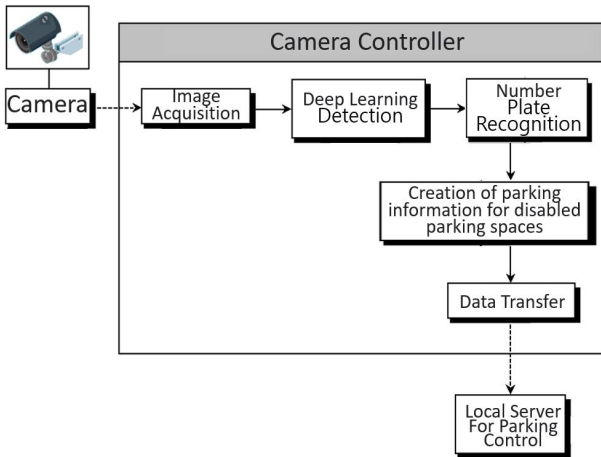 Camera Controller
Camera
Image
Acquisition
Deep Learning
Detection
Number
Plate
Recognition
Creation of parking
information for disabled
parking spaces
Data Transfer
Local Server
For Parking
Control